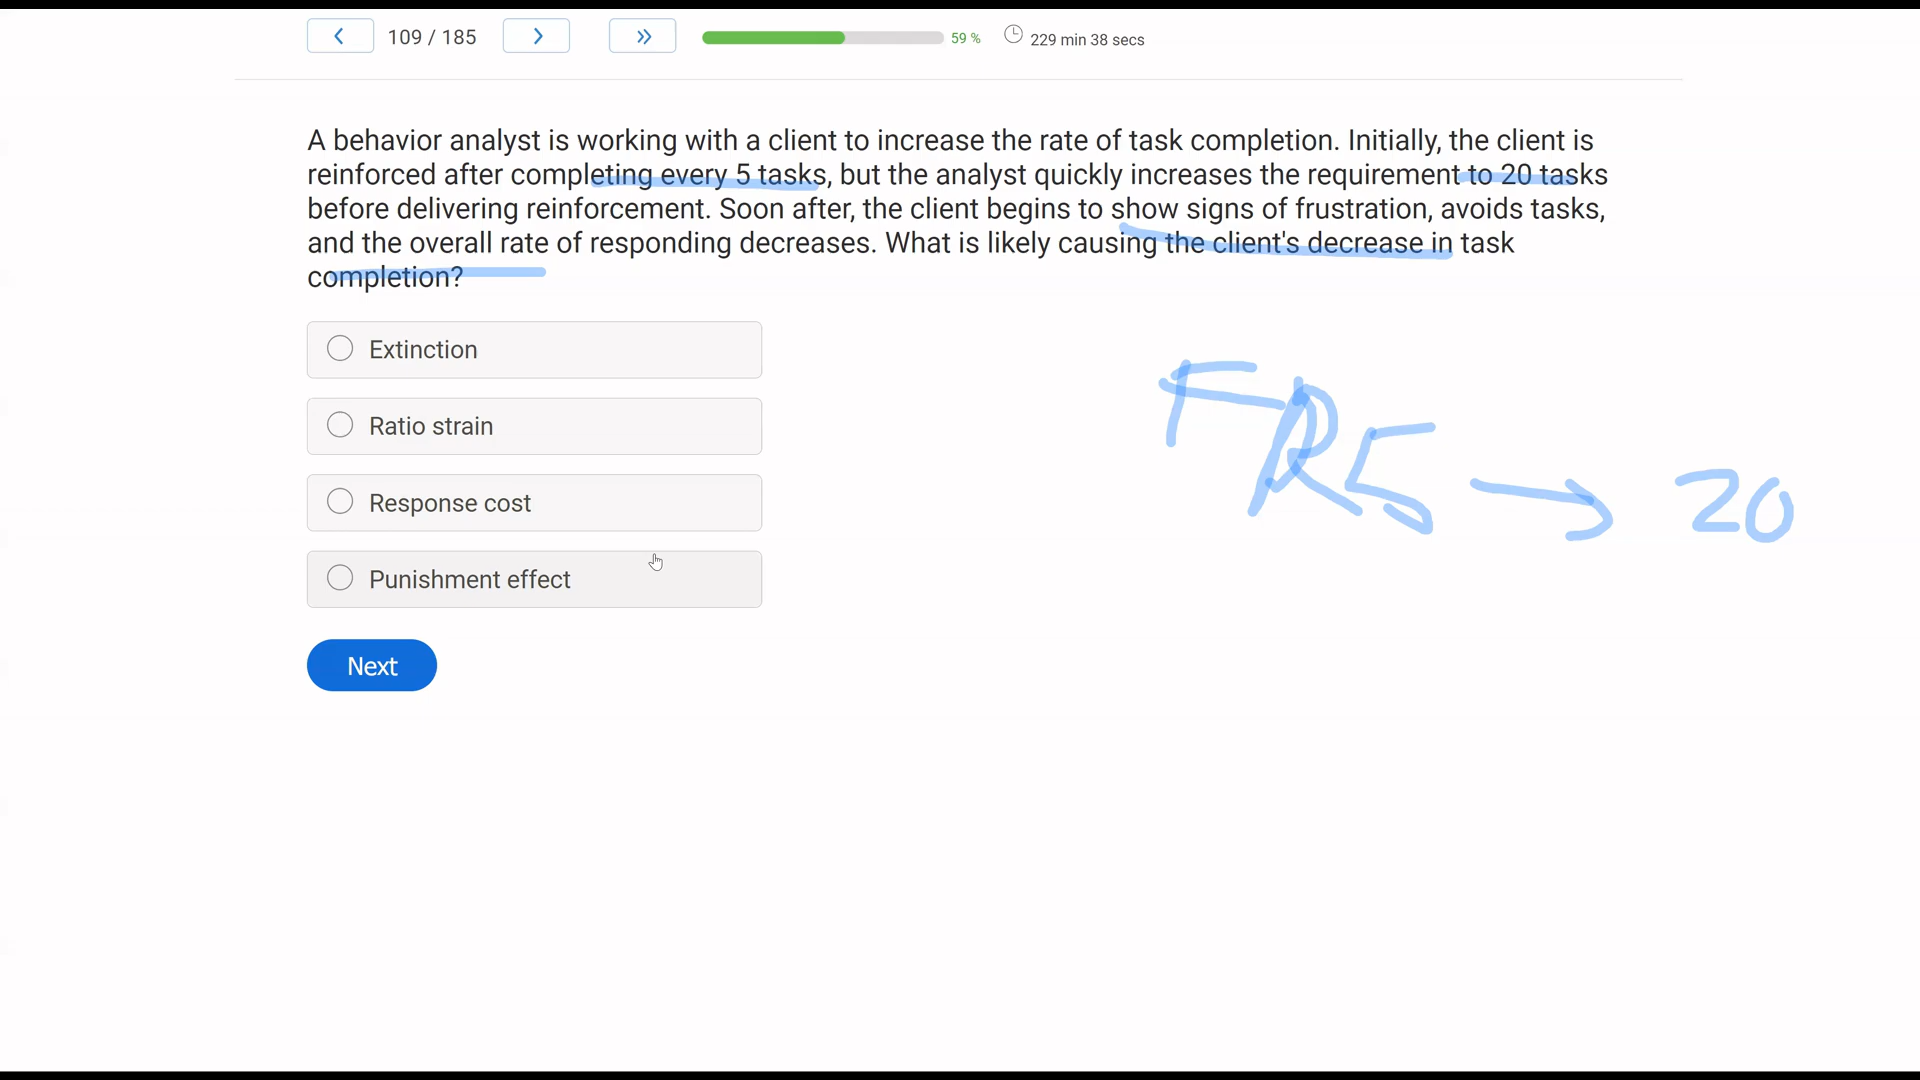 109 / 185
59 %
229 min 38 secs
A behavior analyst is working with a client to increase the rate of task completion. Initially, the client is
reinforced after completing every 5 tasks, but the analyst quickly increases the requirement to 20 tasks
before delivering reinforcement. Soon after, the client begins to show signs of frustration, avoids tasks,
and the overall rate of responding decreases. What is likely causing the client's decrease in task
completion?
Extinction
Ratio strain
Response cost
Punishment effect
FR5 → 20
Next